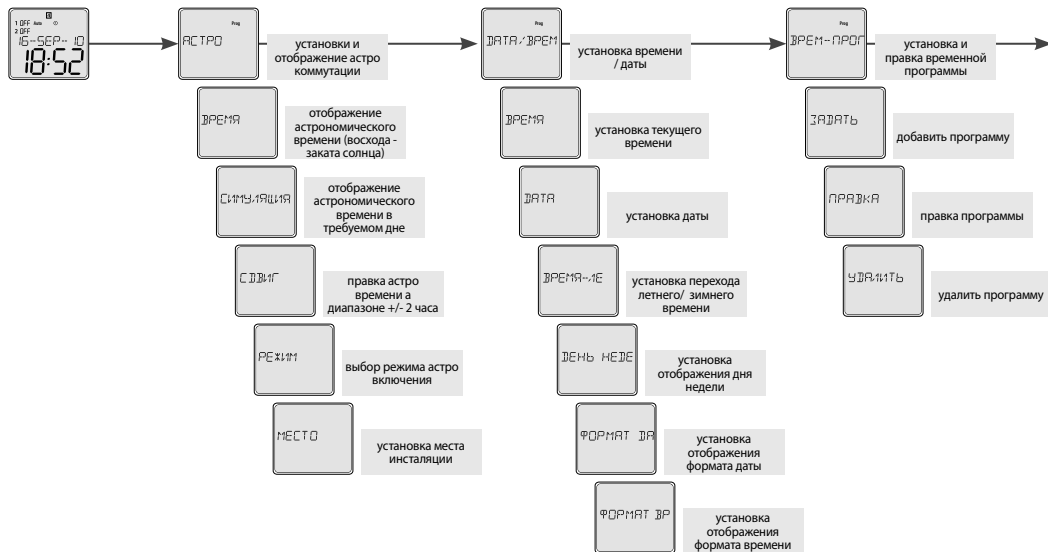 1 OFF Auto
2 OFF
16-SEP-10
18:52
Prog
АСТРО
установки и
отображение астро
коммутации
ВРЕМЯ
отображение
астрономического
времени (восхода -
заката солнца)
СИМУЛЯЦИЯ
отображение
астрономического
времени в
требуемом дне
СДВИГ
правка астро
времени а
диапазоне +/- 2 часа
РЕЖИМ
выбор режима астро
включения
МЕСТО
установка места
инсталяции
Prog
ДАТА/ВРЕМ
установка времени
/ даты
ВРЕМЯ
установка текущего
времени
ДАТА
установка даты
ВРЕМЯ-ЛЕ
установка перехода
летнего/ зимнего
времени
ДЕНЬ НЕДЕ
установка
отображения дня
недели
ФОРМАТ ДА
установка
отображения
формата даты
ФОРМАТ ВР
установка
отображения
формата времени
Prog
ВРЕМ-ПРОГ
установка и
правка временной
программы
ЗАДАТЬ
добавить программу
ПРАВКА
правка программы
УДАЛИТЬ
удалить программу